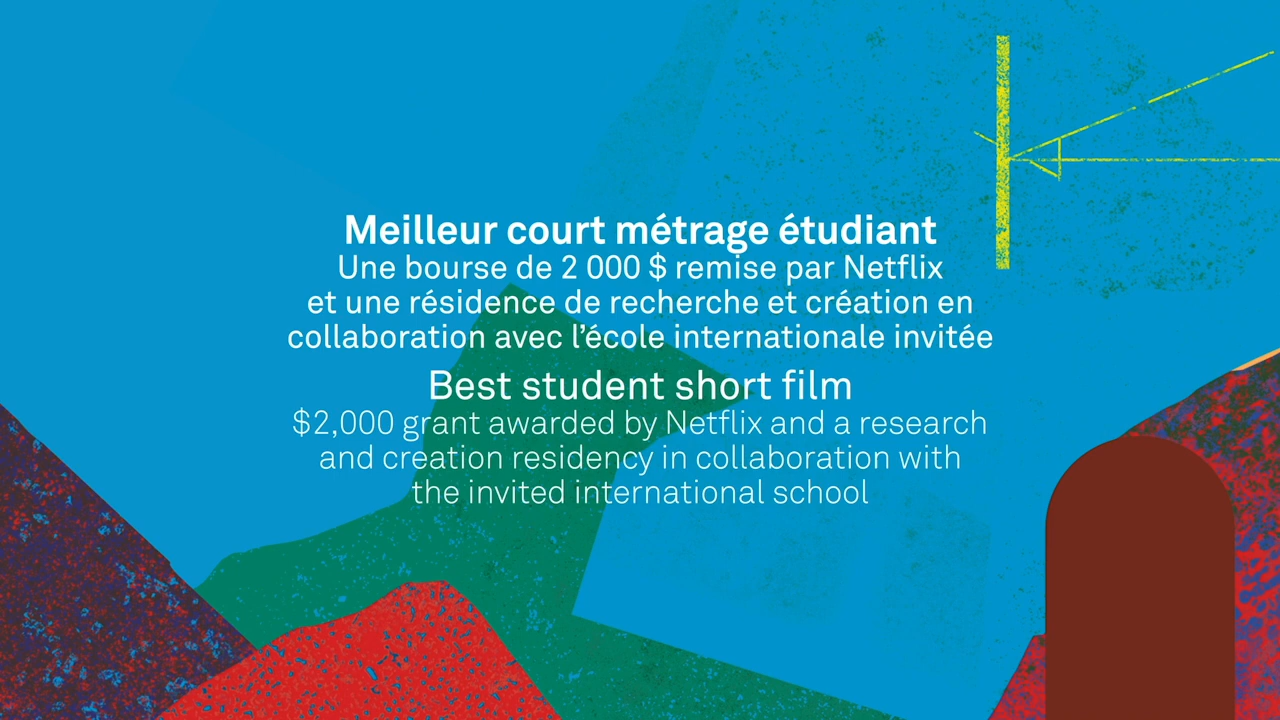 Meilleur court métrage étudiant
Une bourse de 2 000 $ remise par Netflix
et une résidence de recherche et création en
collaboration avec l’école internationale invitée
Best student short film
$2,000 grant awarded by Netflix and a research
and creation residency in collaboration with
the invited international school